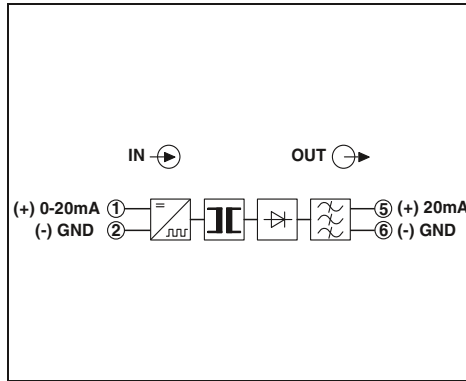 IN OUT
(+) 0-20mA 1 5 (+) 20mA
(-) GND 2 6 (-) GND